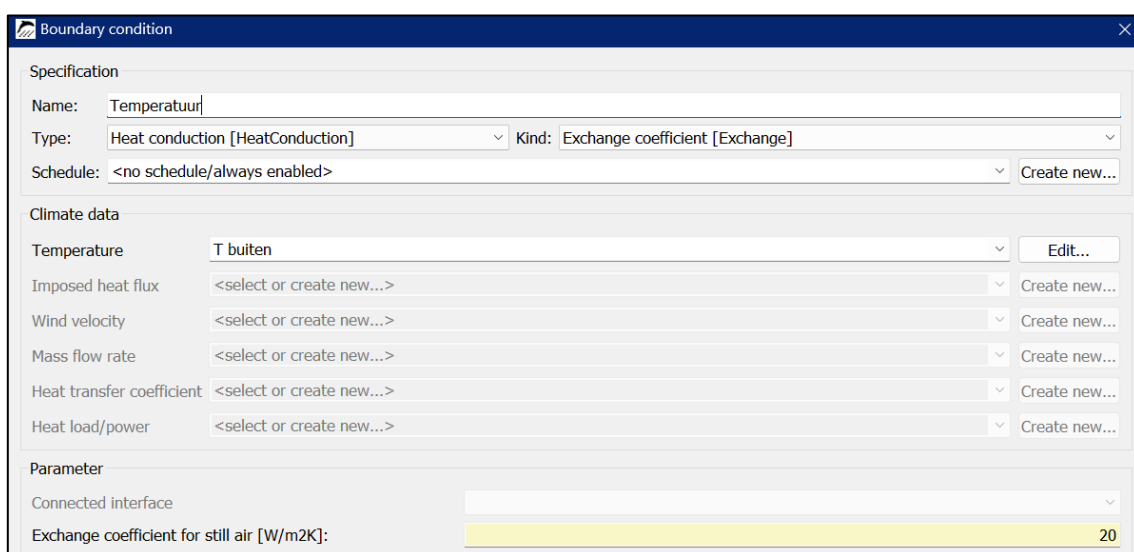 Boundary condition
Specification
Name: Temperatuur
Type: Heat conduction [HeatConduction] Kind: Exchange coefficient [Exchange]
Schedule: <no schedule/always enabled> Create new...
Climate data
Temperature T buiten Edit...
Imposed heat flux <select or create new...> Create new...
Wind velocity <select or create new...> Create new...
Mass flow rate <select or create new...> Create new...
Heat transfer coefficient <select or create new...> Create new...
Heat load/power <select or create new...> Create new...
Parameter
Connected interface
Exchange coefficient for still air [W/m2K]: 20